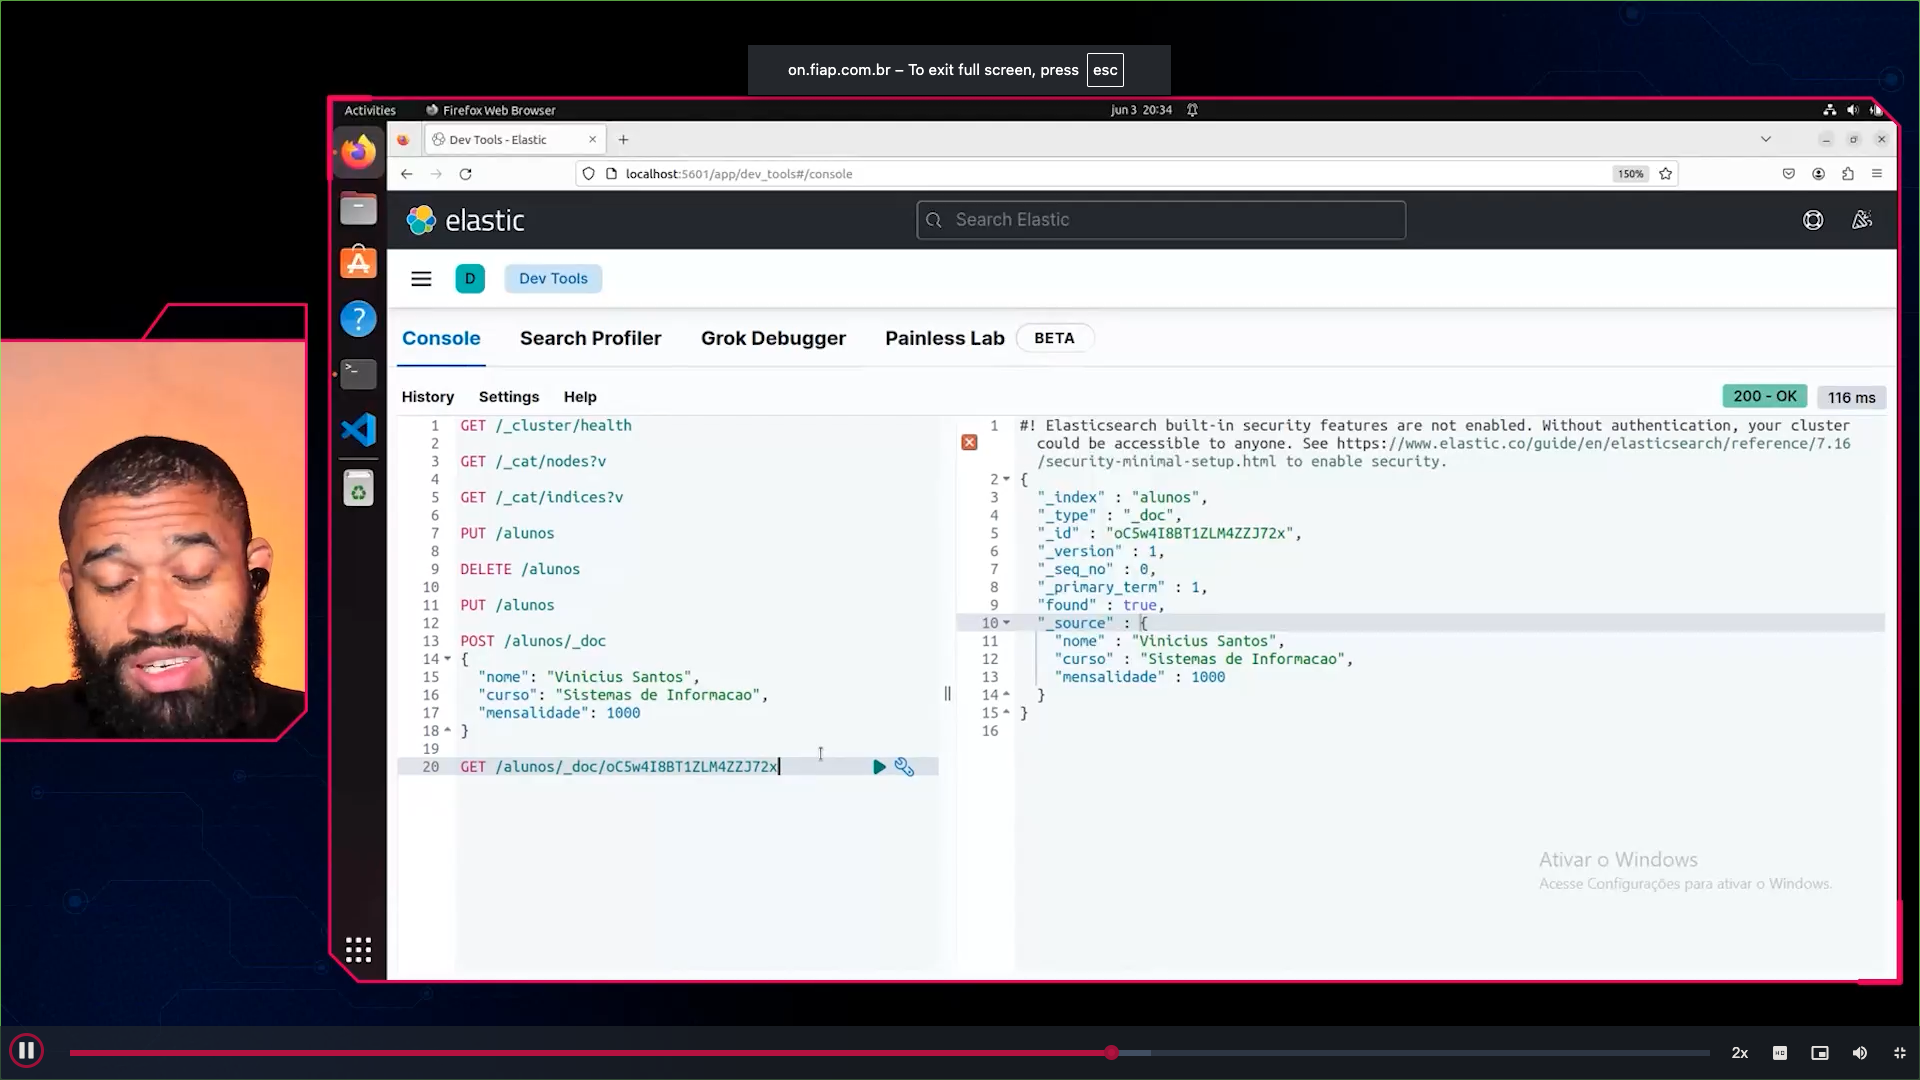 on.fiap.com.br – To exit full screen, press esc
Activities Firefox Web Browser jun 3 20:34
Dev Tools - Elastic
localhost:5601/app/dev_tools#/console 150%
elastic Search Elastic
D Dev Tools
Console Search Profiler Grok Debugger Painless Lab BETA
History Settings Help 200 - OK 116 ms
1 GET /_cluster/health
2
3 GET /_cat/nodes?v
4
5 GET /_cat/indices?v
6
7 PUT /alunos
8
9 DELETE /alunos
10
11 PUT /alunos
12
13 POST /alunos/_doc
14 {
15 "nome": "Vinicius Santos",
16 "curso": "Sistemas de Informacao",
17 "mensalidade": 1000
18 }
19
20 GET /alunos/_doc/oC5w4I8BT1ZLM4ZZJ72x
1 #! Elasticsearch built-in security features are not enabled. Without authentication, your cluster
could be accessible to anyone. See https://www.elastic.co/guide/en/elasticsearch/reference/7.16
/security-minimal-setup.html to enable security.
2 {
3 "_index" : "alunos",
4 "_type" : "_doc",
5 "_id" : "oC5w4I8BT1ZLM4ZZJ72x",
6 "_version" : 1,
7 "_seq_no" : 0,
8 "_primary_term" : 1,
9 "found" : true,
10 "_source" : {
11 "nome" : "Vinicius Santos",
12 "curso" : "Sistemas de Informacao",
13 "mensalidade" : 1000
14 }
15 }
16
Ativar o Windows
Acesse Configurações para ativar o Windows.
2x HD